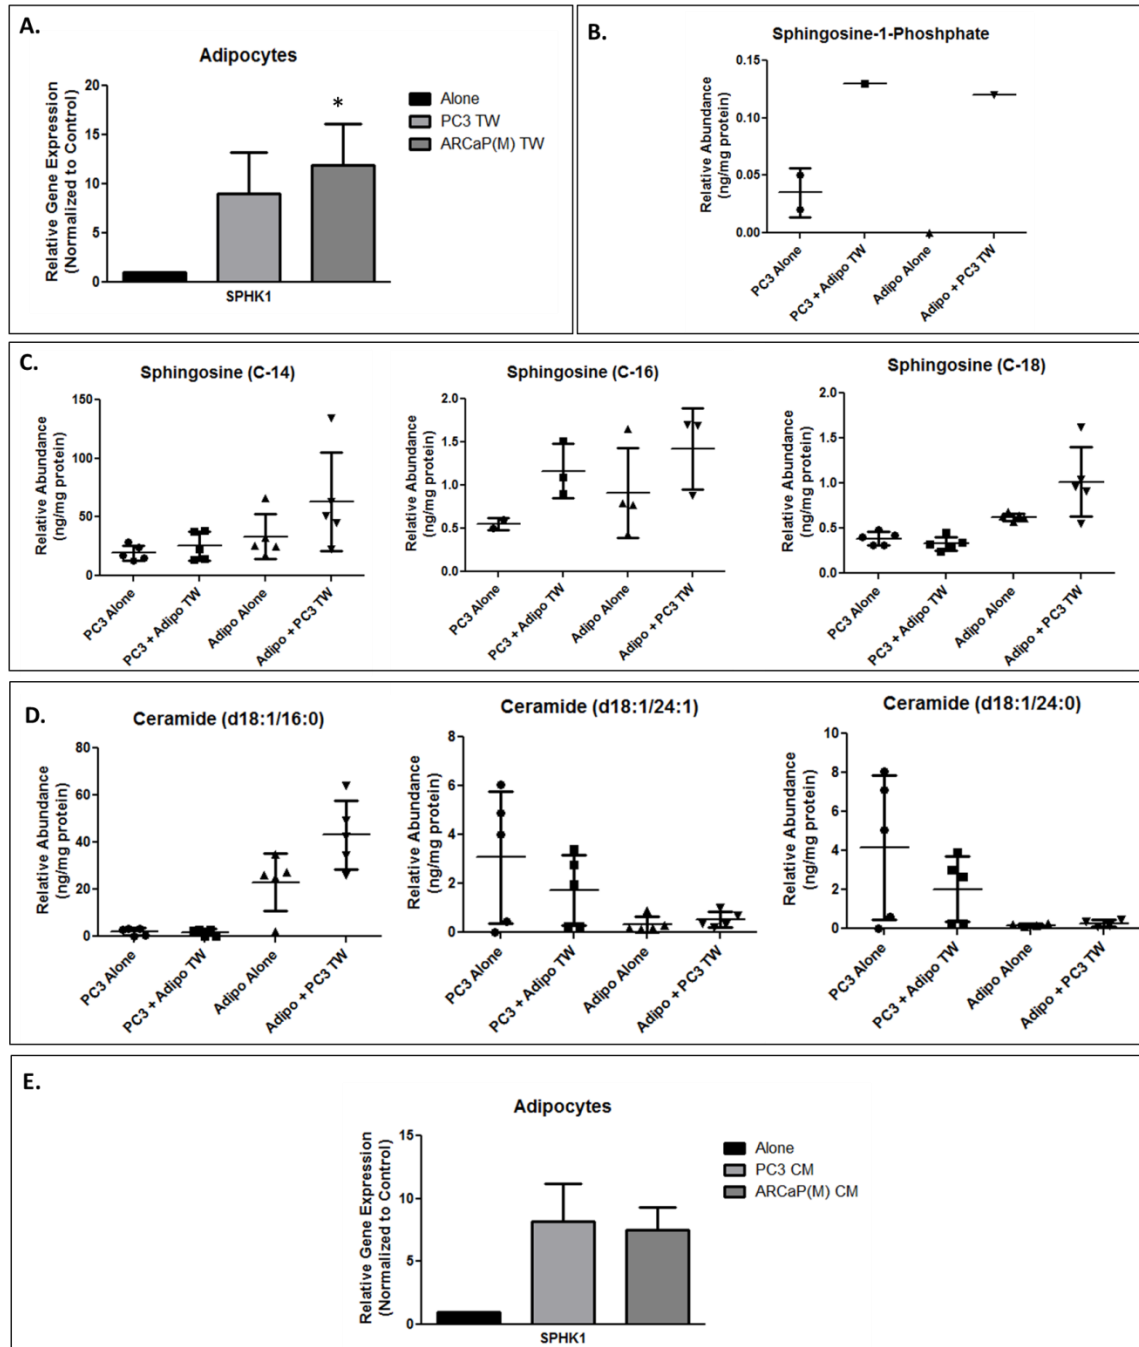 A.
Adipocytes
Relative Gene Expression
(Normalized to Control)
20
15
10
5
0
*
SPHK1
Alone
PC3 TW
ARCaP(M) TW
B.
Sphingosine-1-Phoshphate
Relative Abundance
(ng/mg protein)
0.15
0.10
0.05
0.00
PC3 Alone
PC3 + Adipo TW
Adipo Alone
Adipo + PC3 TW
C.
Sphingosine (C-14)
Relative Abundance
(ng/mg protein)
150
100
50
0
PC3 Alone
PC3 + Adipo TW
Adipo Alone
Adipo + PC3 TW
Sphingosine (C-16)
Relative Abundance
(ng/mg protein)
2.0
1.5
1.0
0.5
0.0
PC3 Alone
PC3 + Adipo TW
Adipo Alone
Adipo + PC3 TW
Sphingosine (C-18)
Relative Abundance
(ng/mg protein)
2.0
1.5
1.0
0.5
0.0
PC3 Alone
PC3 + Adipo TW
Adipo Alone
Adipo + PC3 TW
D.
Ceramide (d18:1/16:0)
Relative Abundance
(ng/mg protein)
80
60
40
20
0
PC3 Alone
PC3 + Adipo TW
Adipo Alone
Adipo + PC3 TW
Ceramide (d18:1/24:1)
Relative Abundance
(ng/mg protein)
8
6
4
2
0
PC3 Alone
PC3 + Adipo TW
Adipo Alone
Adipo + PC3 TW
Ceramide (d18:1/24:0)
Relative Abundance
(ng/mg protein)
10
8
6
4
2
0
PC3 Alone
PC3 + Adipo TW
Adipo Alone
Adipo + PC3 TW
E.
Adipocytes
Relative Gene Expression
(Normalized to Control)
15
10
5
0
SPHK1
Alone
PC3 CM
ARCaP(M) CM